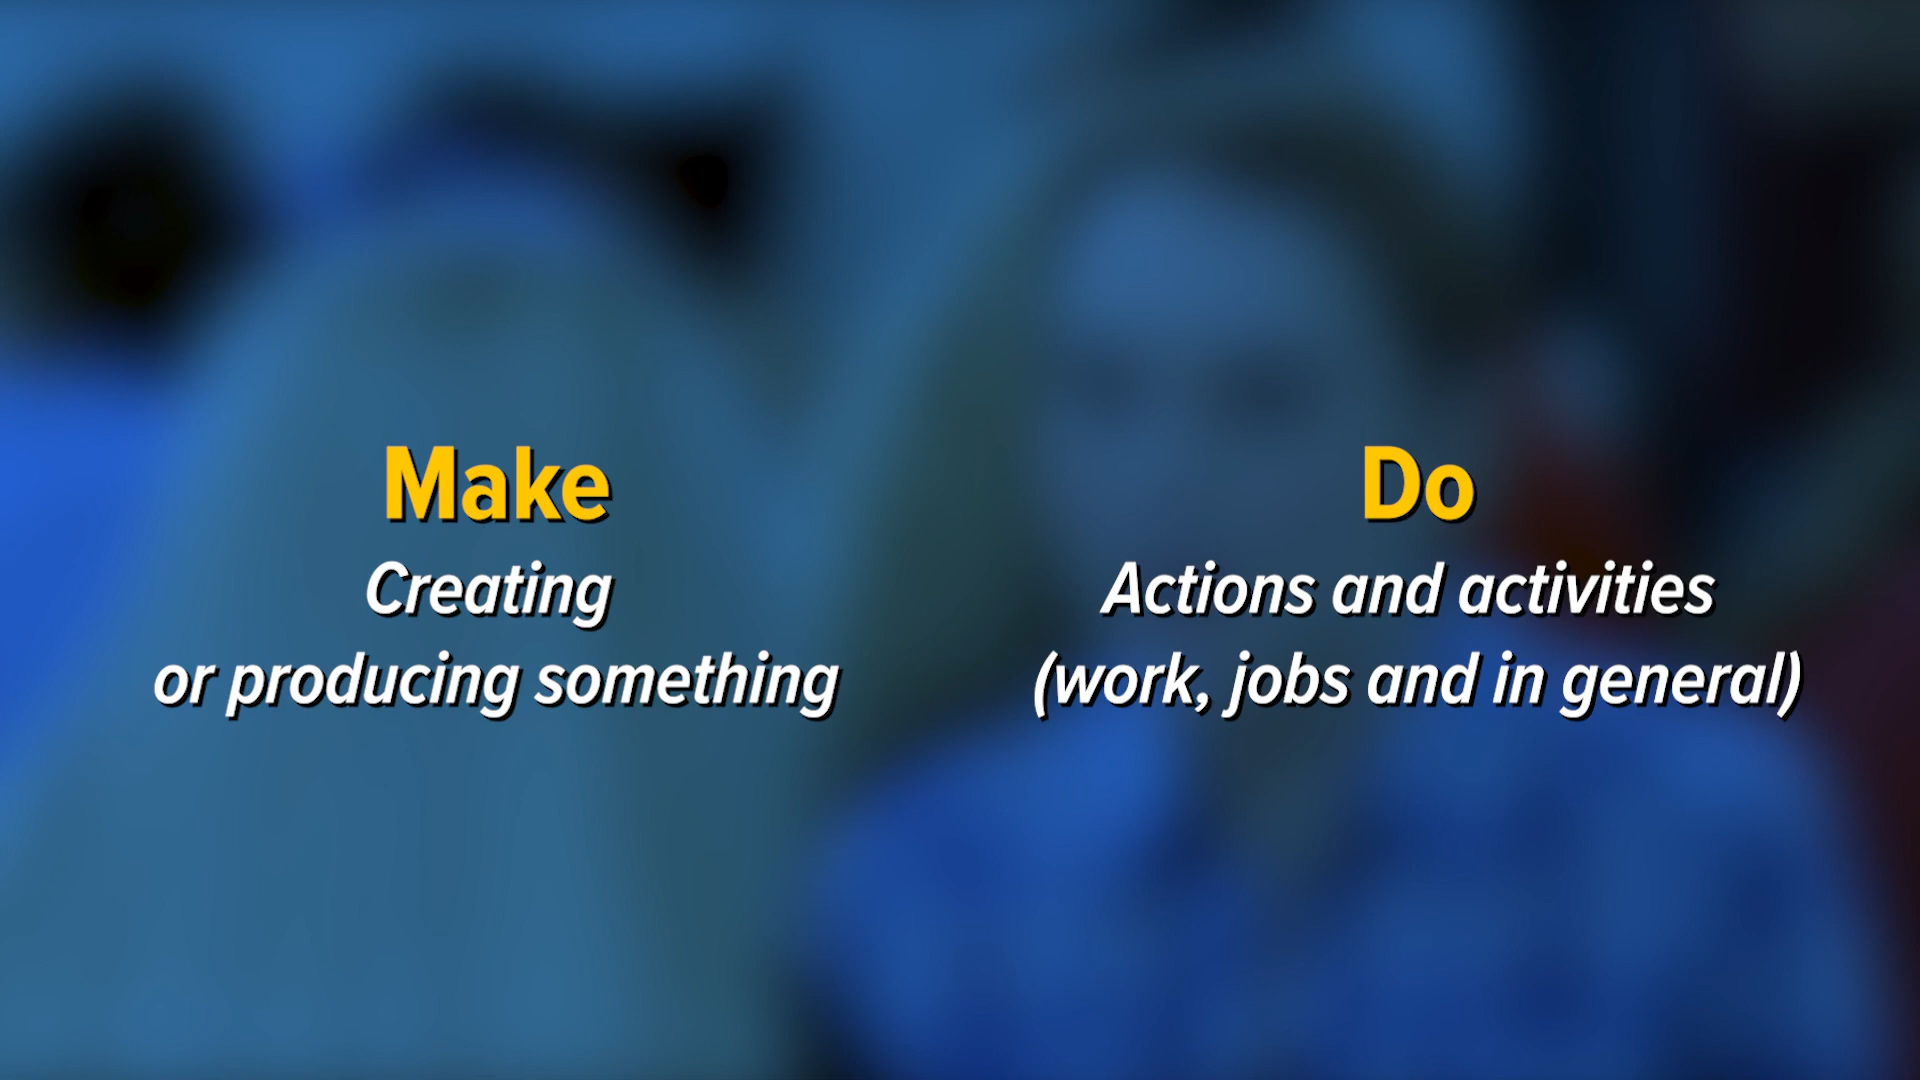 Make
Creating
or producing something
Do
Actions and activities
(work, jobs and in general)